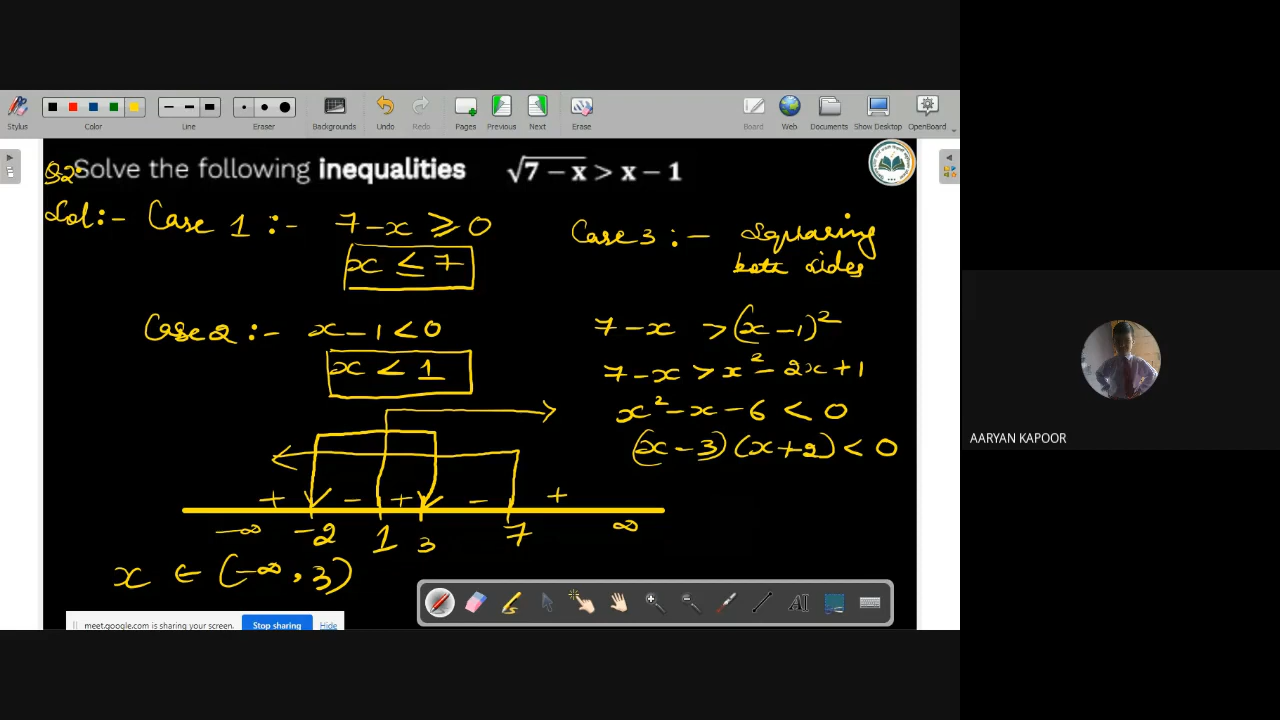 Stylus Color Line Eraser Backgrounds Undo Redo Pages Previous Next Erase Board Web Documents Show Desktop OpenBoard
Q2. Solve the following inequalities √7 − x > x − 1
Sol:- Case 1 :- 7-x ≥ 0
x ≤ 7
Case 2 :- x-1 < 0
x < 1
Case 3 :- Squaring
both sides
7-x > (x-1)²
7-x > x²-2x+1
x²-x-6 < 0
(x-3)(x+2) < 0
+ - + - +
-∞ -2 1 3 7 ∞
x ∈ (-∞, 3)
AI
meet.google.com is sharing your screen. Stop sharing Hide
AARYAN KAPOOR